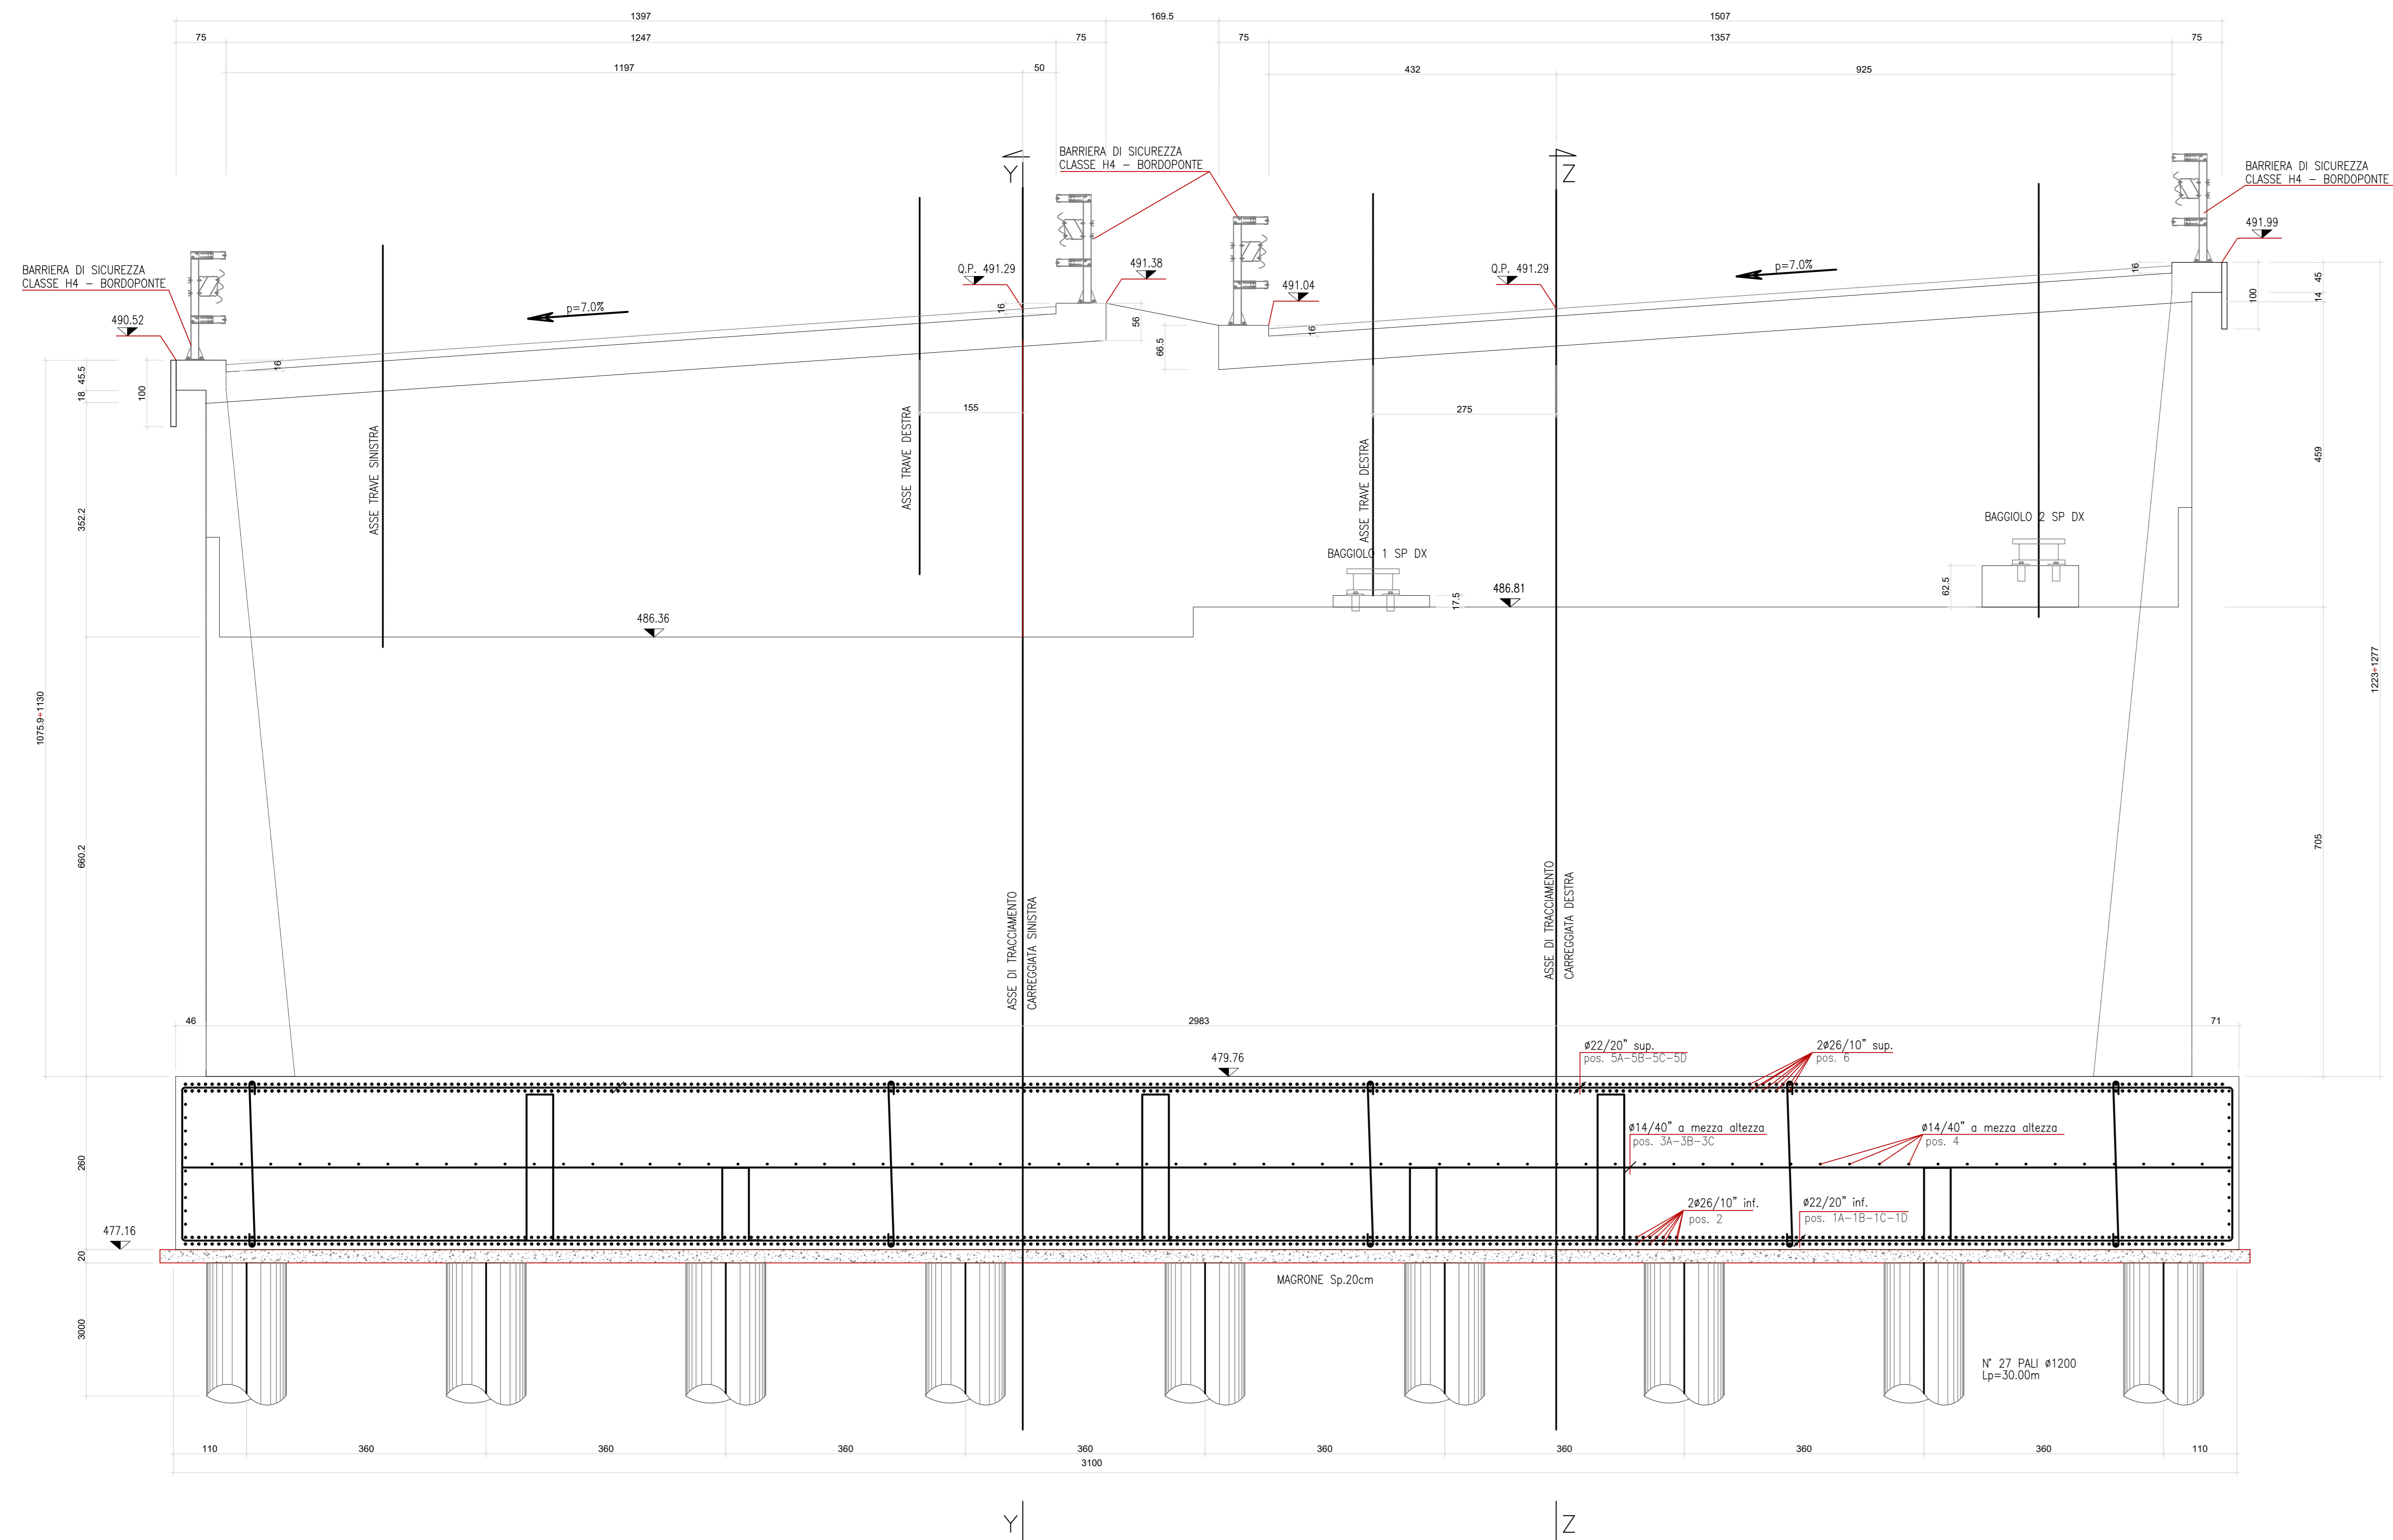 1397
169.5
1507
75
1247
75
75
1357
75
1197
50
432
925
BARRIERA DI SICUREZZA
CLASSE H4 - BORDOPONTE
Y
Z
BARRIERA DI SICUREZZA
CLASSE H4 - BORDOPONTE
491.99
BARRIERA DI SICUREZZA
CLASSE H4 - BORDOPONTE
490.52
p=7.0%
Q.P. 491.29
491.38
491.04
Q.P. 491.29
p=7.0%
16
16
16
16
56
66.5
100
45
14
45.5
18
100
155
275
ASSE TRAVE SINISTRA
ASSE TRAVE DESTRA
ASSE TRAVE DESTRA
459
352.2
BAGGIOLO 1 SP DX
BAGGIOLO 2 SP DX
17.5
62.5
486.36
486.81
1075.9÷1130
1223÷1277
660.2
705
ASSE DI TRACCIAMENTO
CARREGGIATA SINISTRA
ASSE DI TRACCIAMENTO
CARREGGIATA DESTRA
46
2983
71
479.76
ø22/20" sup.
pos. 5A-5B-5C-5D
2ø26/10" sup.
pos. 6
ø14/40" a mezza altezza
pos. 3A-3B-3C
ø14/40" a mezza altezza
pos. 4
2ø26/10" inf.
pos. 2
ø22/20" inf.
pos. 1A-1B-1C-1D
260
477.16
20
MAGRONE Sp.20cm
3000
N° 27 PALI ø1200
Lp=30.00m
110
360
360
360
360
360
360
360
360
110
3100
Y
Z